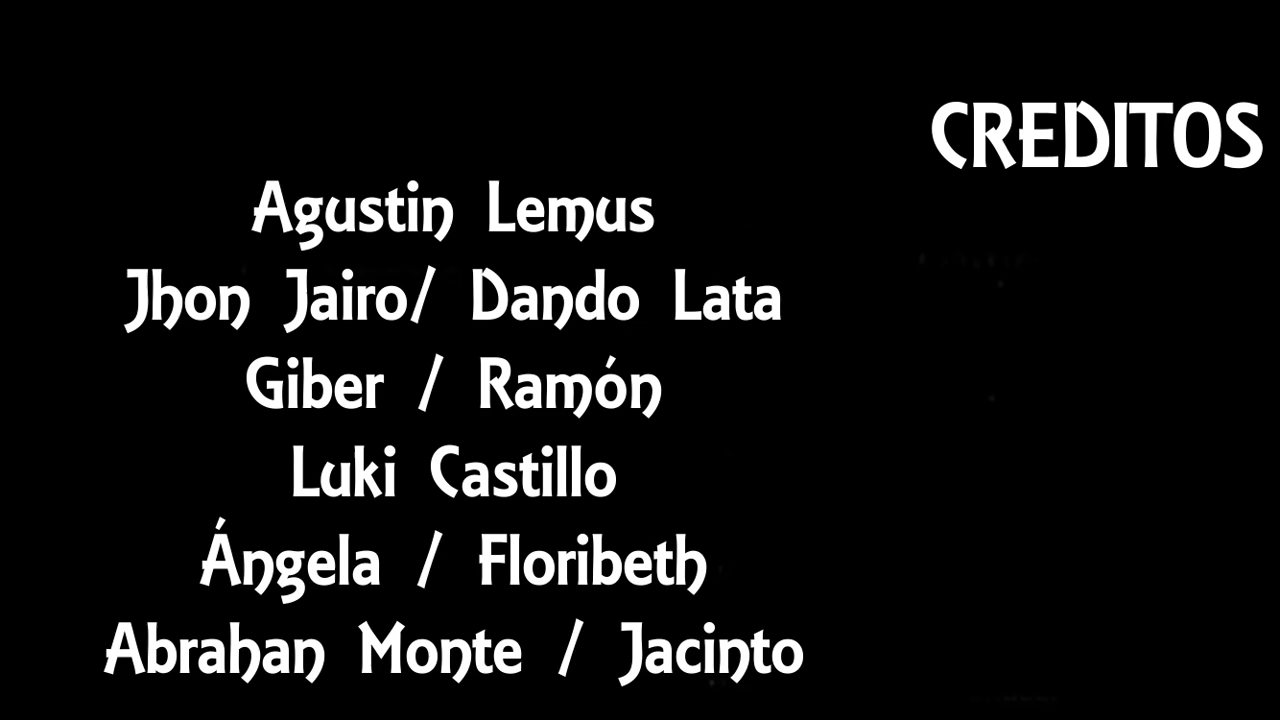 CREDITOS
Agustin Lemus
Jhon Jairo/ Dando Lata
Giber / Ramón
Luki Castillo
Ángela / Floribeth
Abrahan Monte / Jacinto